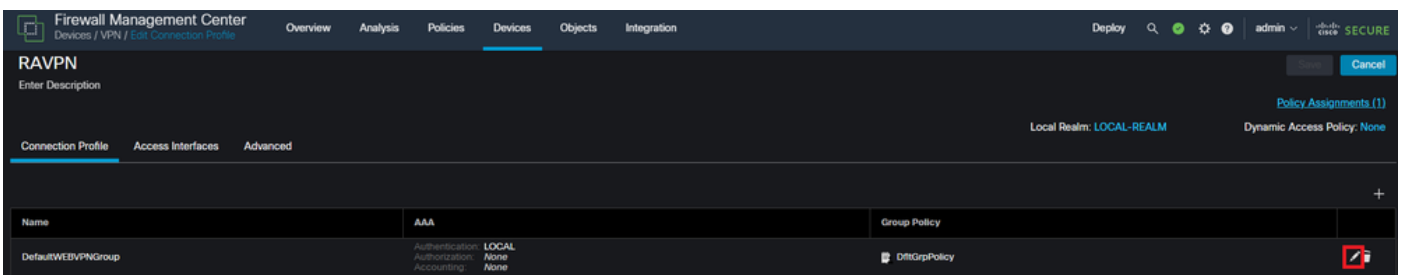 Firewall Management Center
Devices / VPN / Edit Connection Profile
Overview Analysis Policies Devices Objects Integration Deploy admin cisco SECURE
RAVPN
Save Cancel
Enter Description
Policy Assignments (1)
Local Realm: LOCAL-REALM Dynamic Access Policy: None
Connection Profile Access Interfaces Advanced
Name AAA Group Policy
DefaultWEBVPNGroup
Authentication: LOCAL
Authorization: None
Accounting: None
DfltGrpPolicy